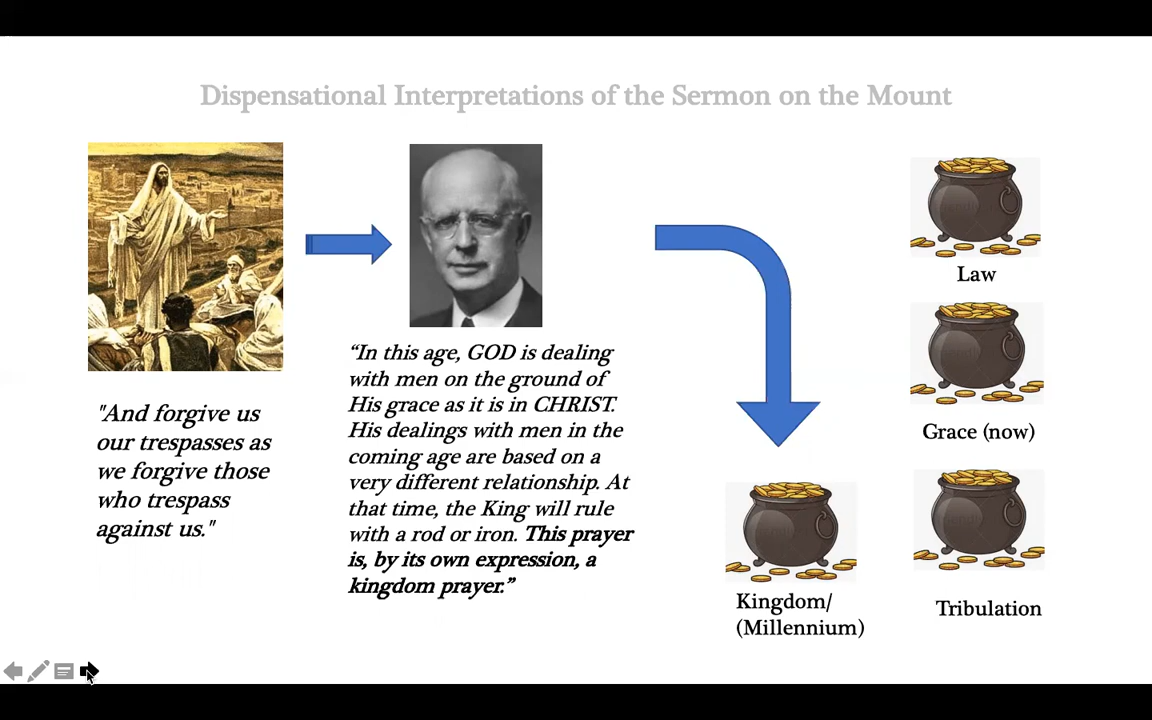 Dispensational Interpretations of the Sermon on the Mount
"And forgive us
our trespasses as
we forgive those
who trespass
against us."
“In this age, GOD is dealing
with men on the ground of
His grace as it is in CHRIST.
His dealings with men in the
coming age are based on a
very different relationship. At
that time, the King will rule
with a rod or iron. This prayer
is, by its own expression, a
kingdom prayer.”
Law
Grace (now)
Kingdom/
(Millennium)
Tribulation